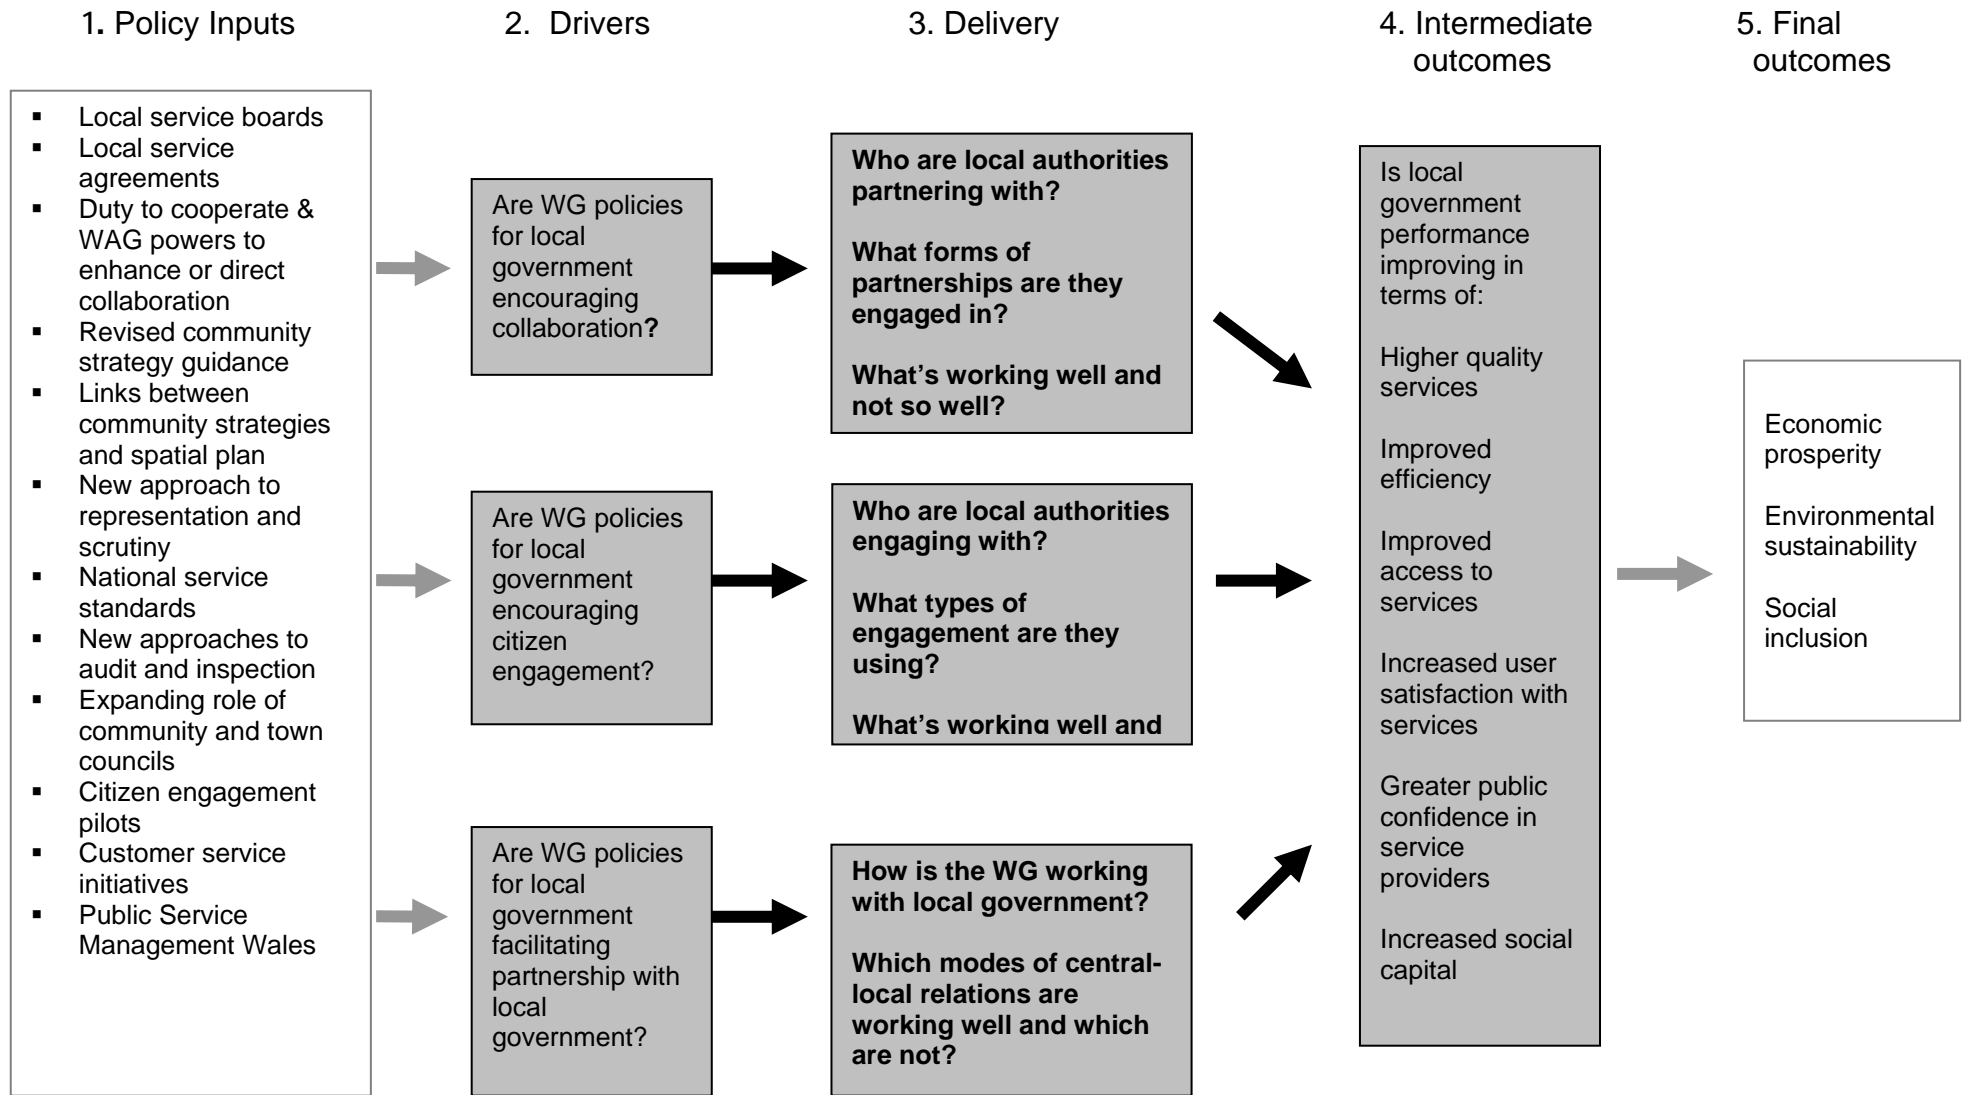 1. Policy Inputs
2. Drivers
3. Delivery
4. Intermediate
outcomes
5. Final
outcomes
▪ Local service boards
▪ Local service
agreements
▪ Duty to cooperate &
WAG powers to
enhance or direct
collaboration
▪ Revised community
strategy guidance
▪ Links between
community strategies
and spatial plan
▪ New approach to
representation and
scrutiny
▪ National service
standards
▪ New approaches to
audit and inspection
▪ Expanding role of
community and town
councils
▪ Citizen engagement
pilots
▪ Customer service
initiatives
▪ Public Service
Management Wales
Are WG policies
for local
government
encouraging
collaboration?
Are WG policies
for local
government
encouraging
citizen
engagement?
Are WG policies
for local
government
facilitating
partnership with
local
government?
Who are local authorities
partnering with?
What forms of
partnerships are they
engaged in?
What's working well and
not so well?
Who are local authorities
engaging with?
What types of
engagement are they
using?
What's working well and
How is the WG working
with local government?
Which modes of central-
local relations are
working well and which
are not?
Is local
government
performance
improving in
terms of:
Higher quality
services
Improved
efficiency
Improved
access to
services
Increased user
satisfaction with
services
Greater public
confidence in
service
providers
Increased social
capital
Economic
prosperity
Environmental
sustainability
Social
inclusion